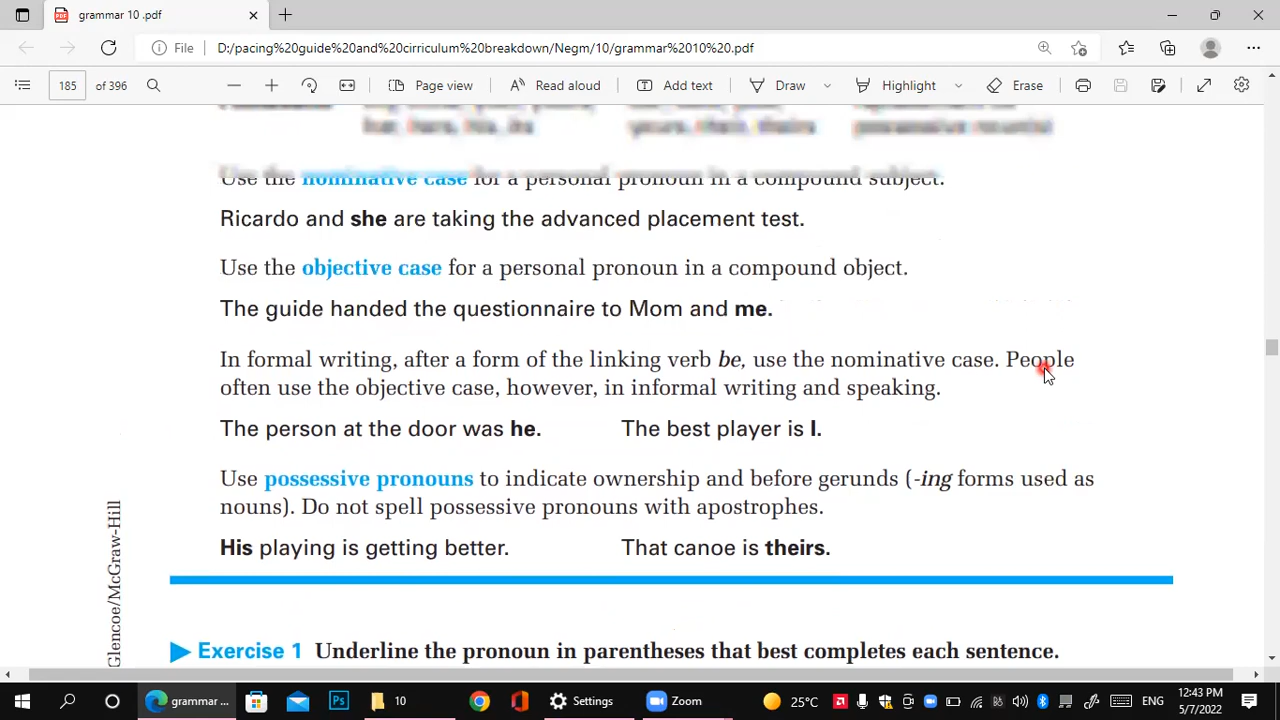 grammar 10 .pdf
File
D:/pacing%20guide%20and%20cirriculum%20breakdown/Negm/10/grammar%2010%20.pdf
185 of 396
Page view
Read aloud
Add text
Draw
Highlight
Erase
Use the nominative case for a personal pronoun in a compound subject.
Ricardo and she are taking the advanced placement test.
Use the objective case for a personal pronoun in a compound object.
The guide handed the questionnaire to Mom and me.
In formal writing, after a form of the linking verb be, use the nominative case. People
often use the objective case, however, in informal writing and speaking.
The person at the door was he. The best player is I.
Use possessive pronouns to indicate ownership and before gerunds (-ing forms used as
nouns). Do not spell possessive pronouns with apostrophes.
His playing is getting better. That canoe is theirs.
Glencoe/McGraw-Hill
Exercise 1 Underline the pronoun in parentheses that best completes each sentence.
grammar ...
Ps
10
Settings
Zoom
25°C
ENG
12:43 PM
5/7/2022